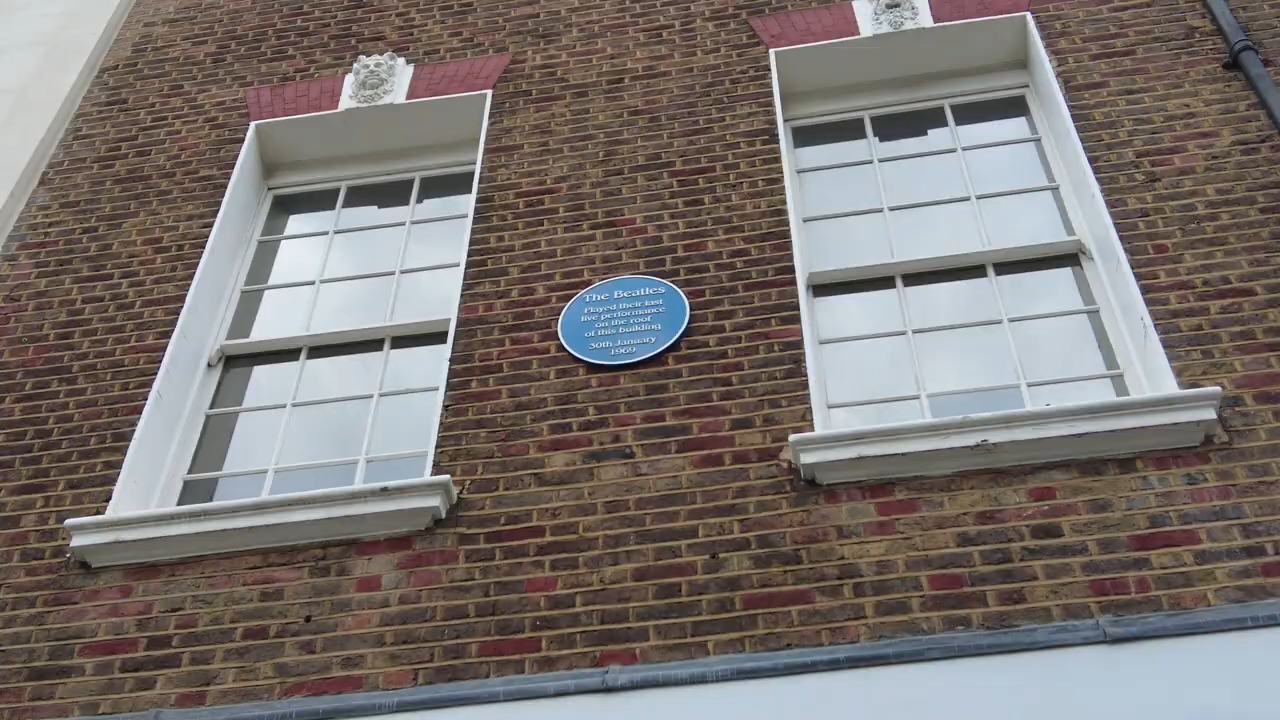 The Beatles
Played their last
live performance
on the roof
of this building
30th January
1969